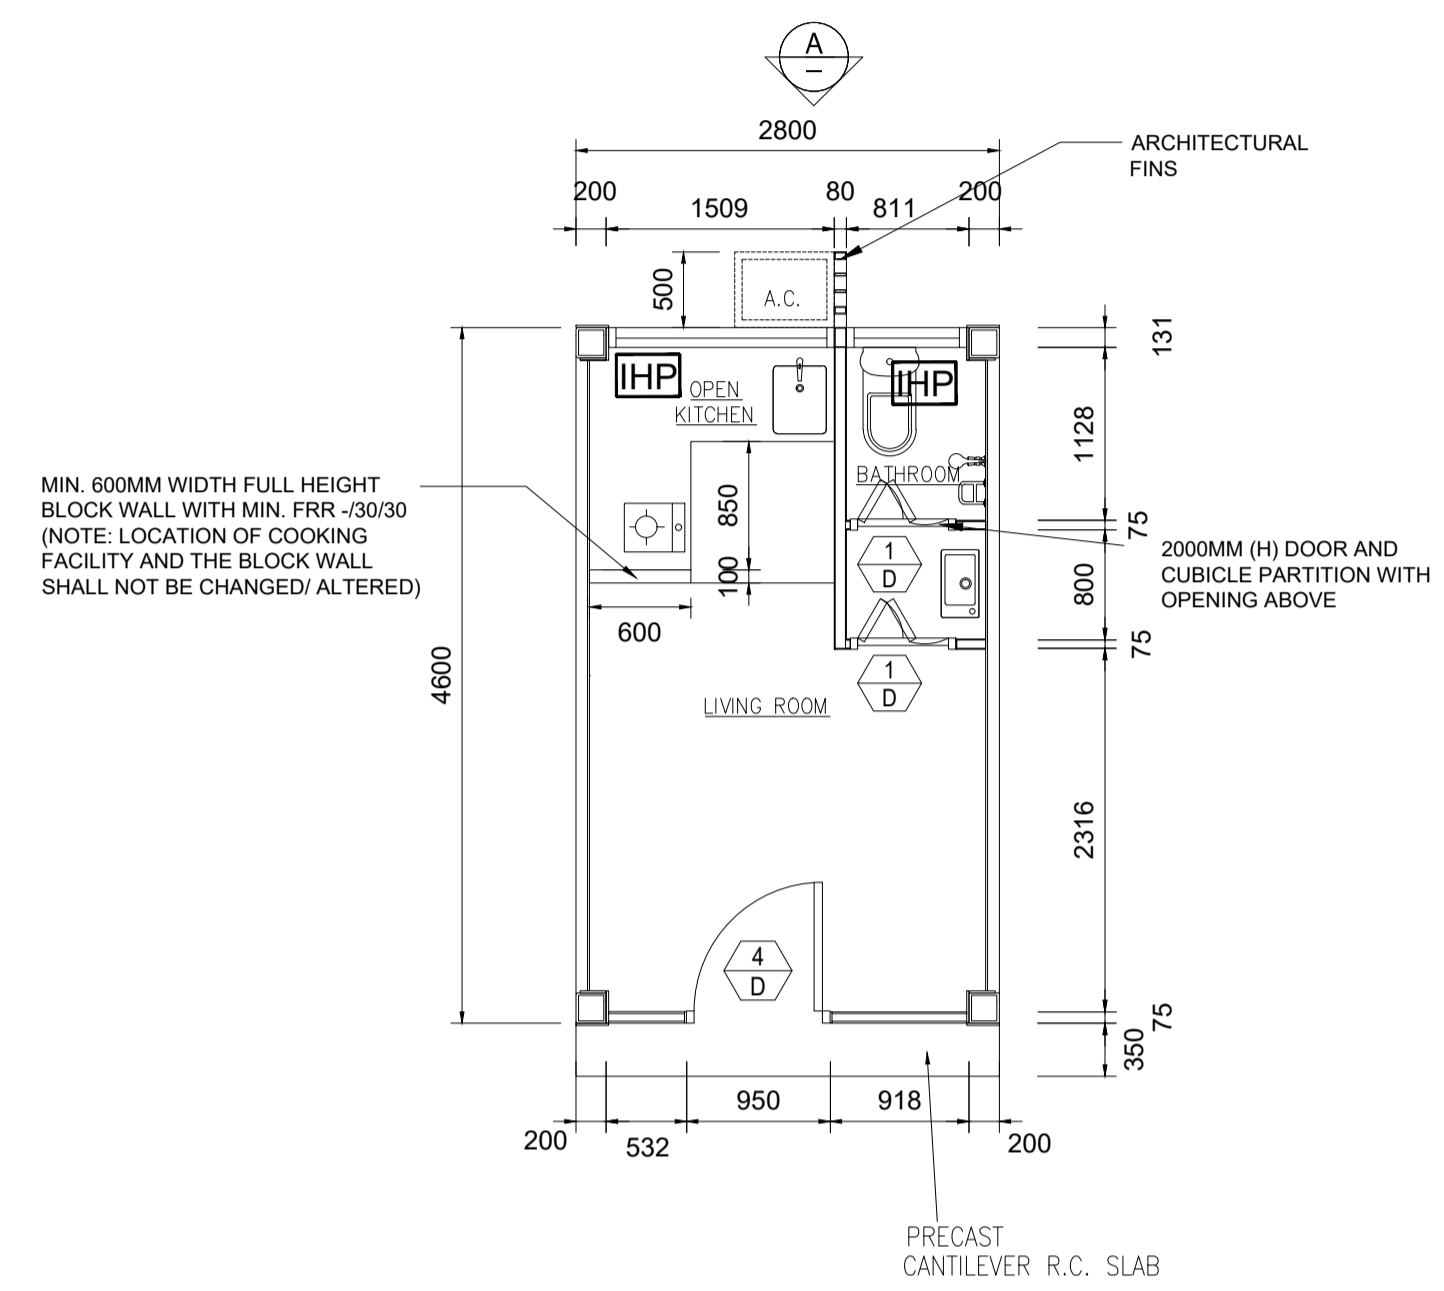 A
–
2800
ARCHITECTURAL
FINS
200
1509
80
811
200
500
A.C.
131
IHP
OPEN
KITCHEN
IHP
1128
BATHROOM
MIN. 600MM WIDTH FULL HEIGHT
BLOCK WALL WITH MIN. FRR -/30/30
(NOTE: LOCATION OF COOKING
FACILITY AND THE BLOCK WALL
SHALL NOT BE CHANGED/ ALTERED)
850
75
1
D
2000MM (H) DOOR AND
CUBICLE PARTITION WITH
OPENING ABOVE
100
800
600
75
4600
1
D
LIVING ROOM
2316
4
D
75
350
950
918
200
532
200
PRECAST
CANTILEVER R.C. SLAB